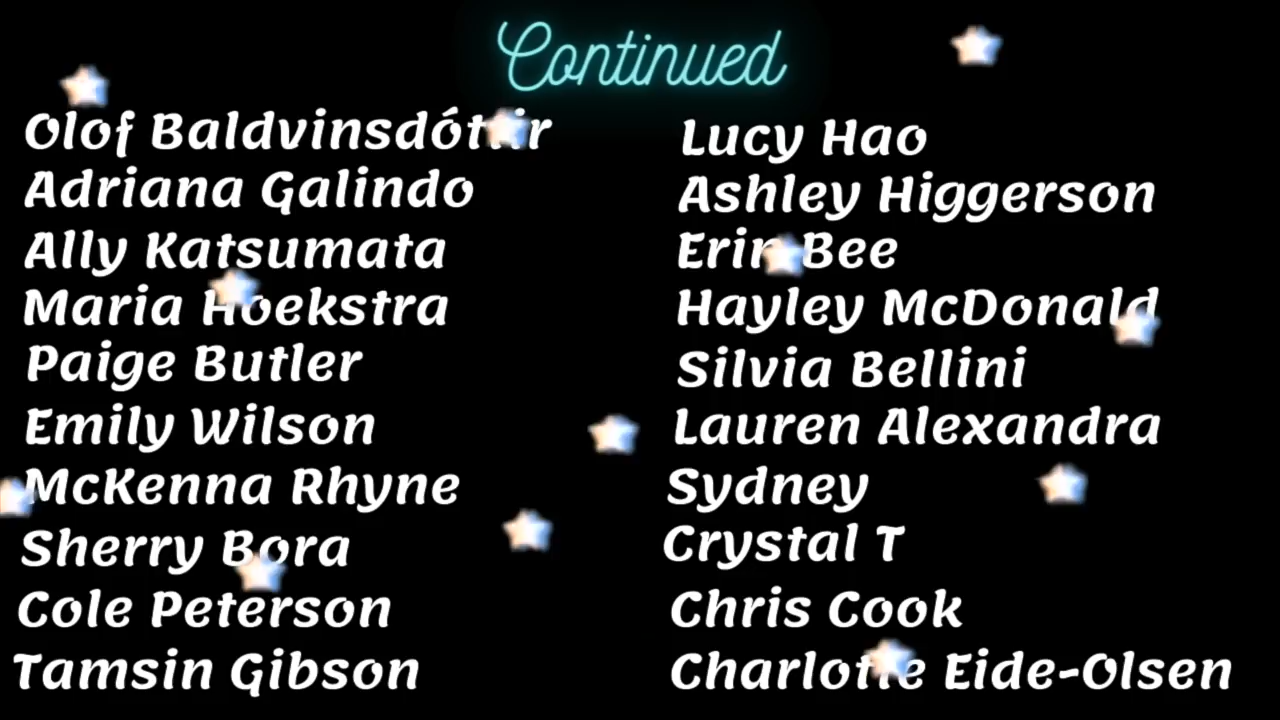 Continued
Olof Baldvinsdóttir
Adriana Galindo
Ally Katsumata
Maria Hoekstra
Paige Butler
Emily Wilson
McKenna Rhyne
Sherry Bora
Cole Peterson
Tamsin Gibson
Lucy Hao
Ashley Higgerson
Erin Bee
Hayley McDonald
Silvia Bellini
Lauren Alexandra
Sydney
Crystal T
Chris Cook
Charlotte Eide-Olsen